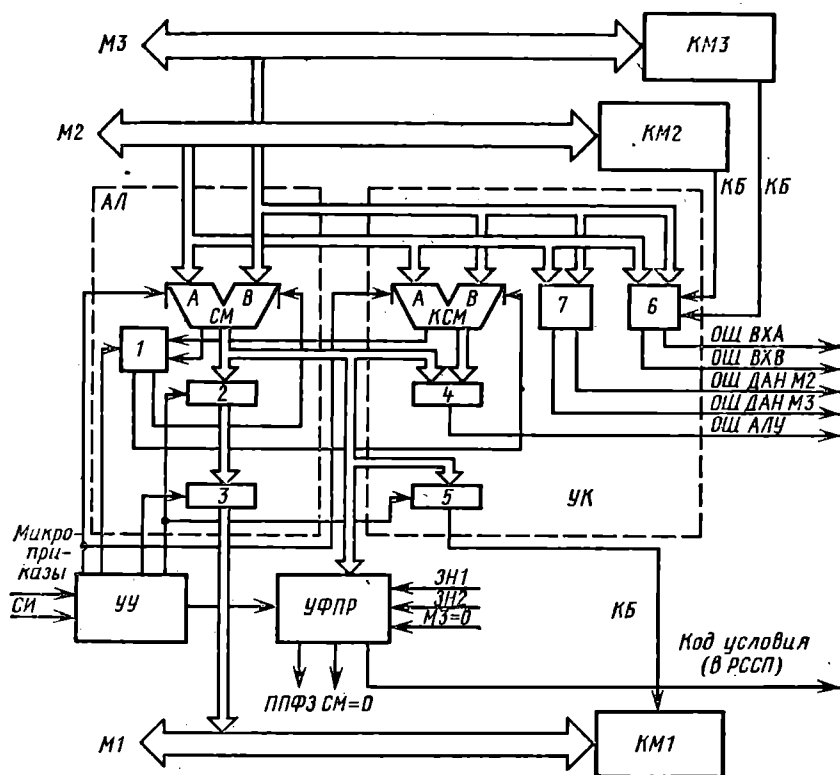 М3
КМ3
М2
КМ2
КБ
КБ
АЛ
А
В
СМ
А
В
КСМ
7
6
1
ОШ ВХА
ОШ ВХВ
ОШ ДАН М2
ОШ ДАН М3
ОШ АЛУ
2
4
3
5
УК
Микро-
при-
казы
СИ
УУ
УФПР
ЗН1
ЗН2
М3=0
КБ
Код условия
(в РССП)
ППФЗ
СМ=0
М1
КМ1